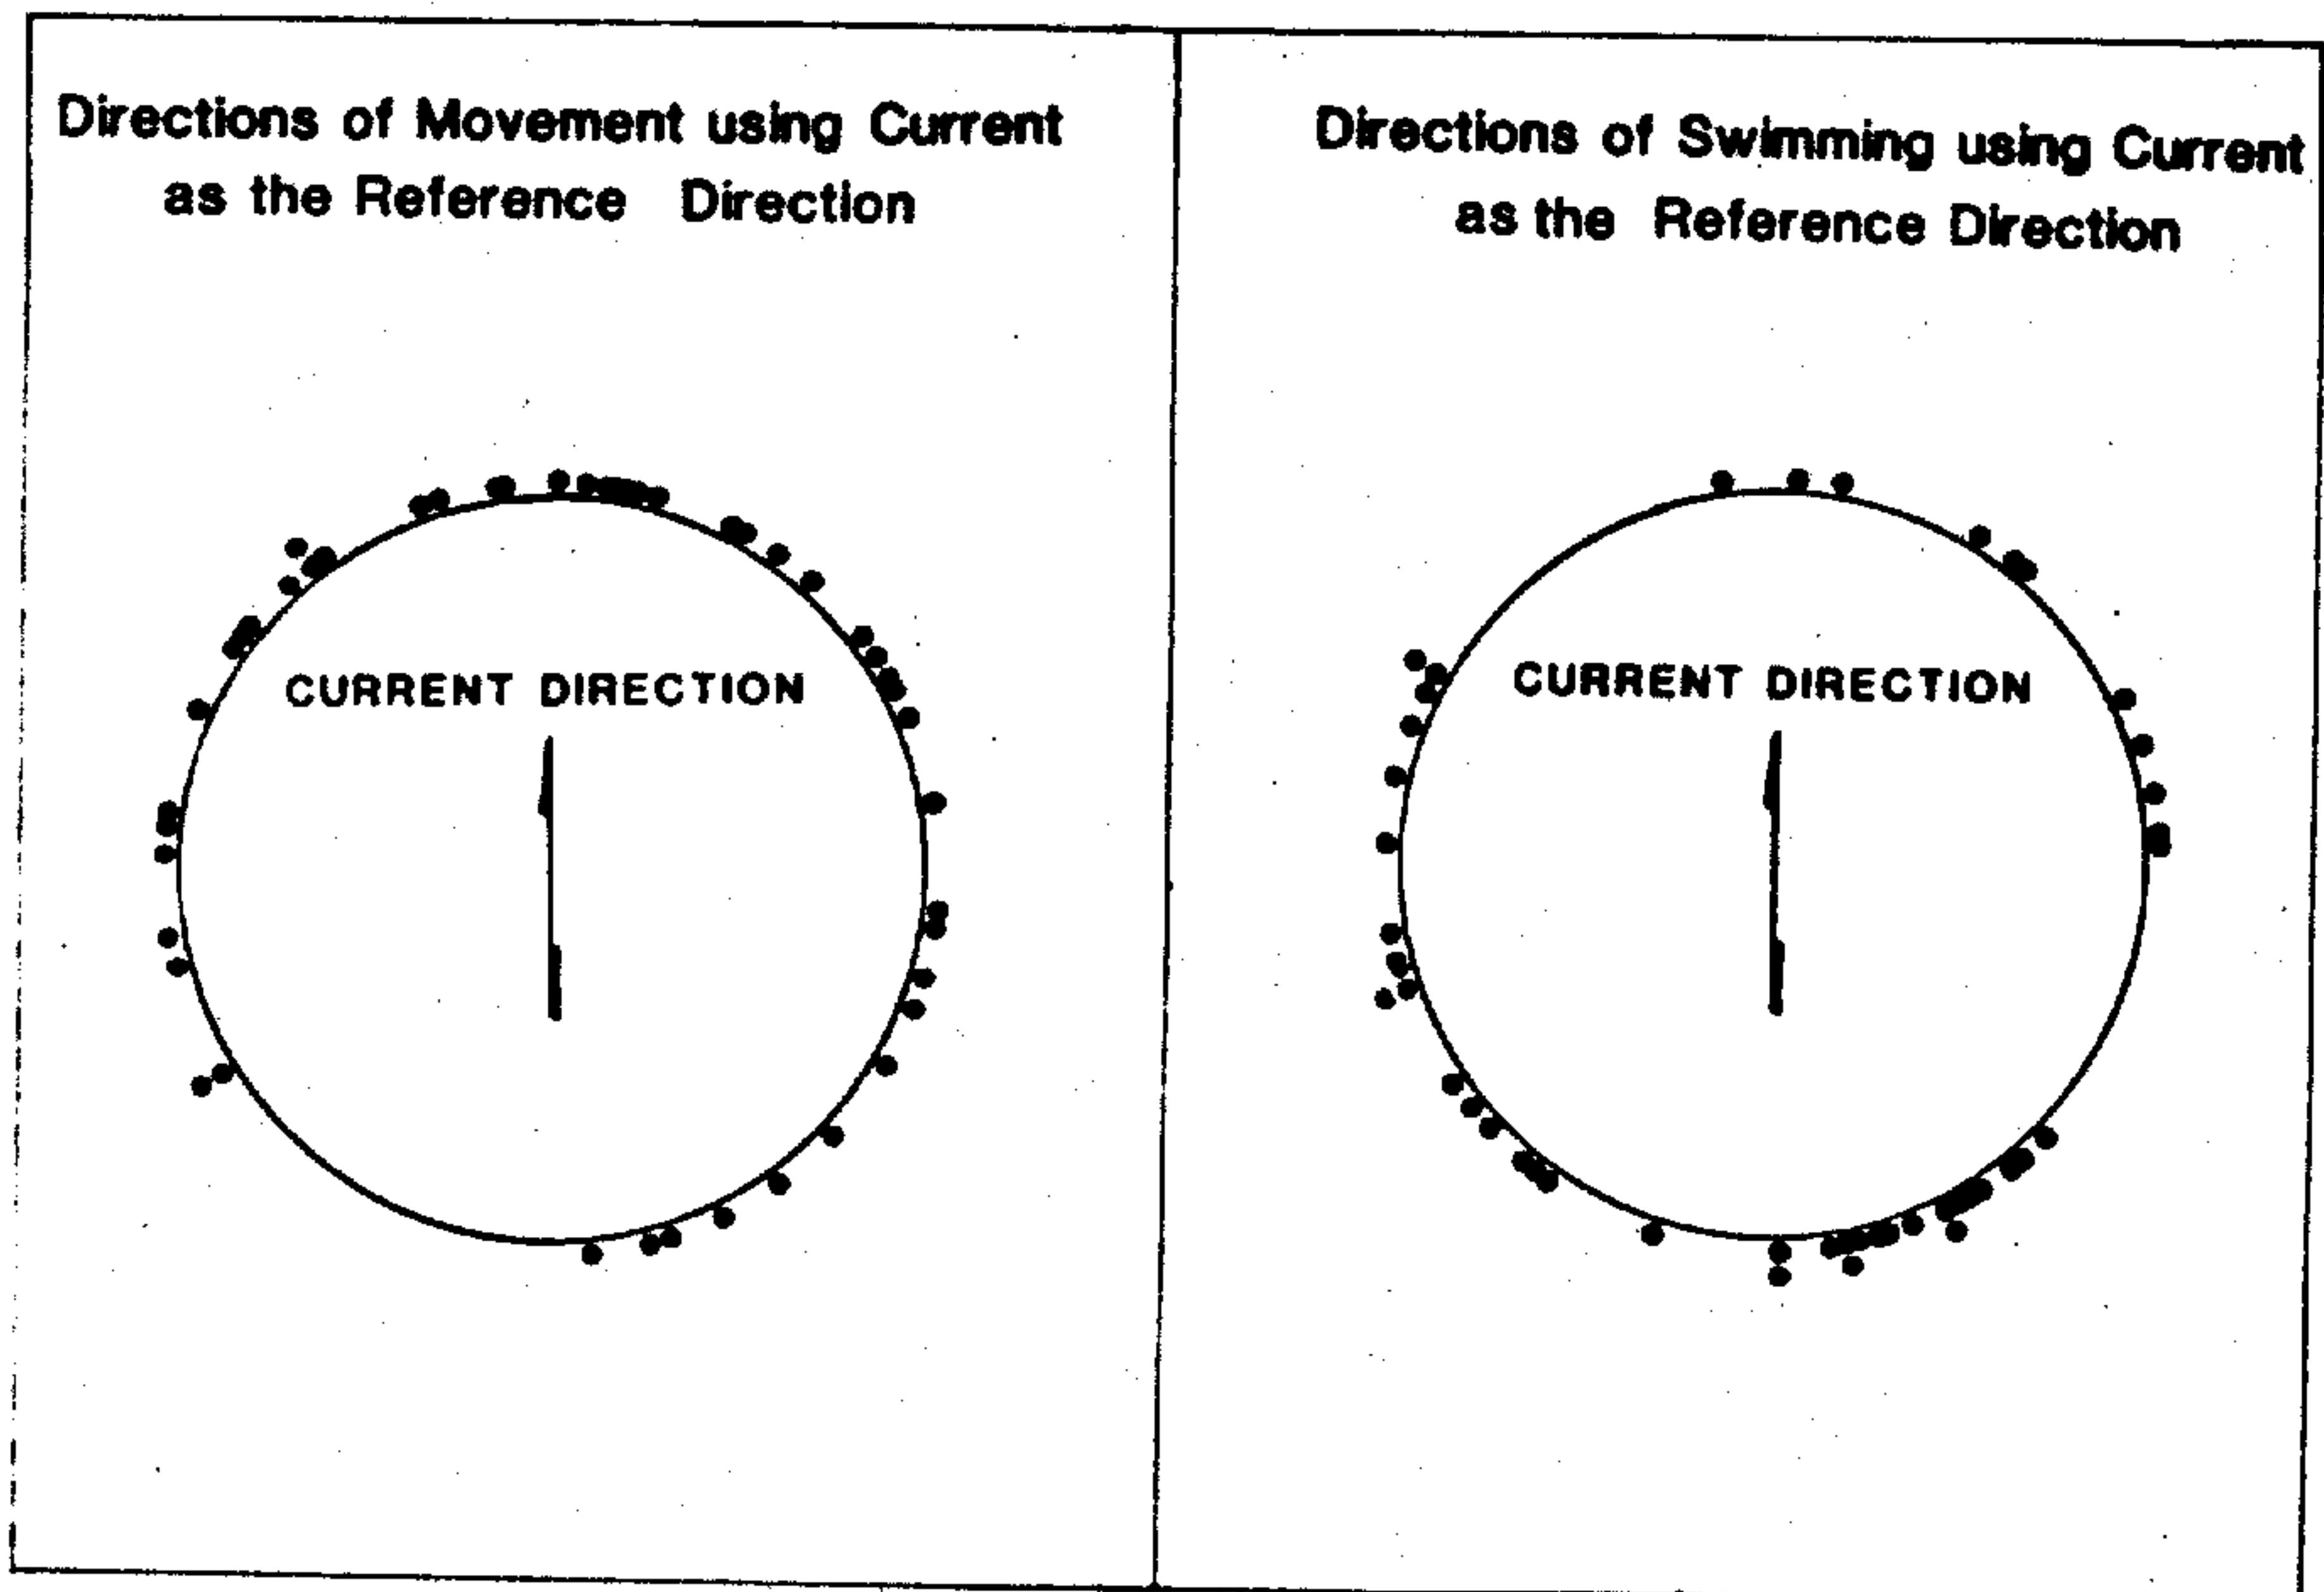 Directions of Movement using Current
as the Reference Direction
CURRENT DIRECTION
Directions of Swimming using Current
as the Reference Direction
CURRENT DIRECTION